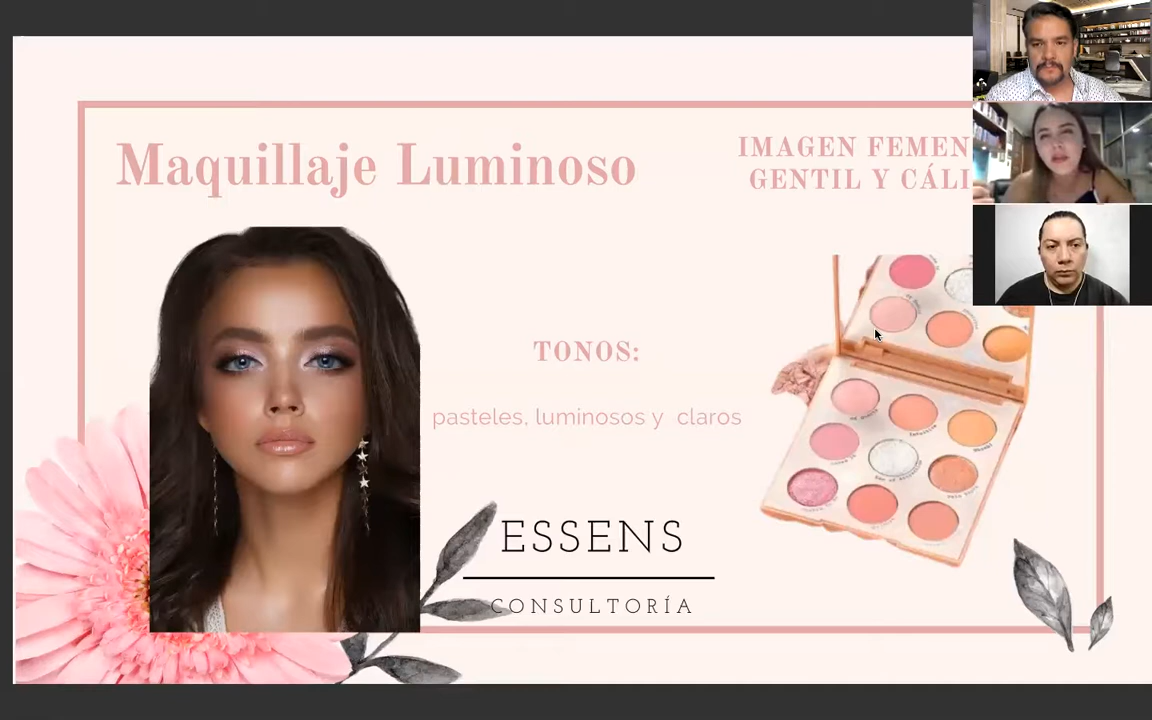 Maquillaje Luminoso
IMAGEN FEMEN
GENTIL Y CÁLI
TONOS:
pasteles, luminosos y claros
ESSENS
CONSULTORÍA